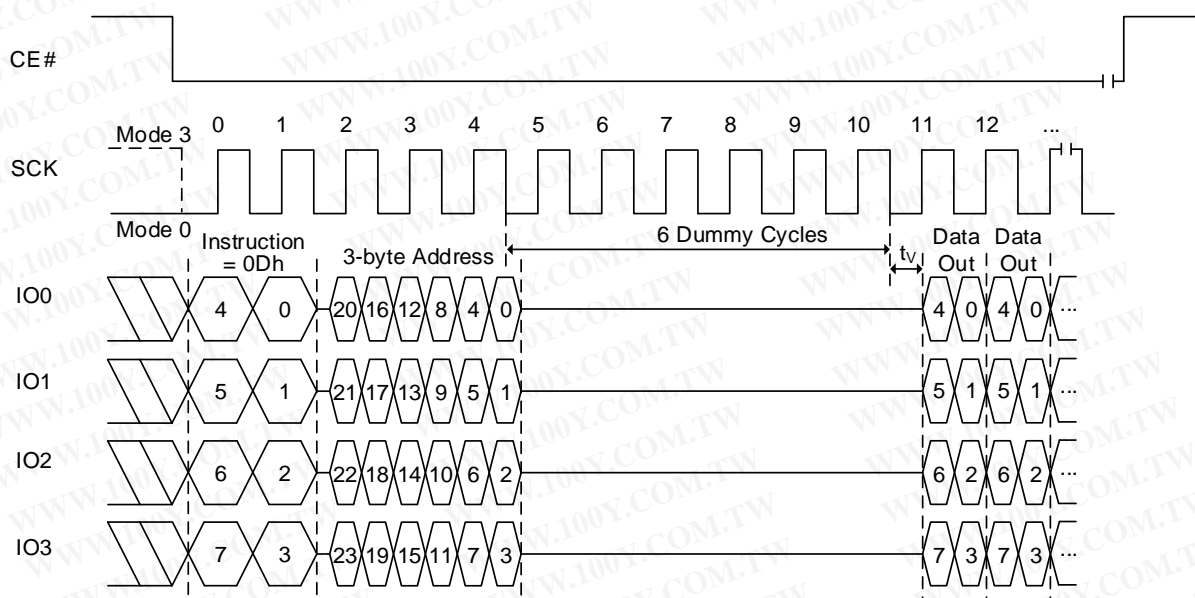 CE#
0 1 2 3 4 5 6 7 8 9 10 11 12 ...
Mode 3
SCK
Mode 0
Instruction
= 0Dh
3-byte Address
6 Dummy Cycles
tV
Data
Out
Data
Out
IO0
4 0 20 16 12 8 4 0 4 0 4 0 ...
IO1
5 1 21 17 13 9 5 1 5 1 5 1 ...
IO2
6 2 22 18 14 10 6 2 6 2 6 2 ...
IO3
7 3 23 19 15 11 7 3 7 3 7 3 ...
WWW.100Y.COM.TW